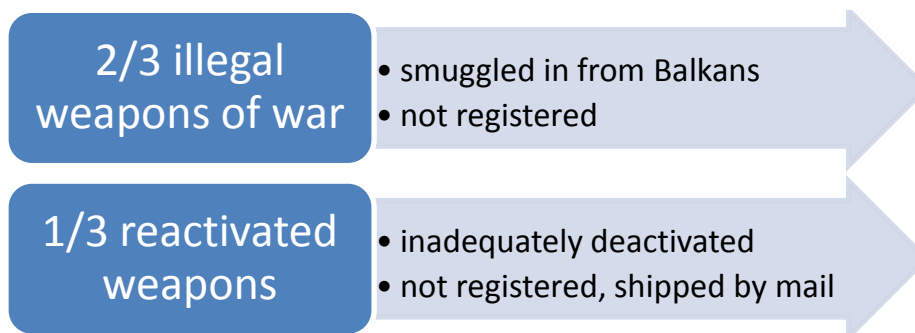 2/3 illegal
weapons of war
• smuggled in from Balkans
• not registered
1/3 reactivated
weapons
• inadequately deactivated
• not registered, shipped by mail